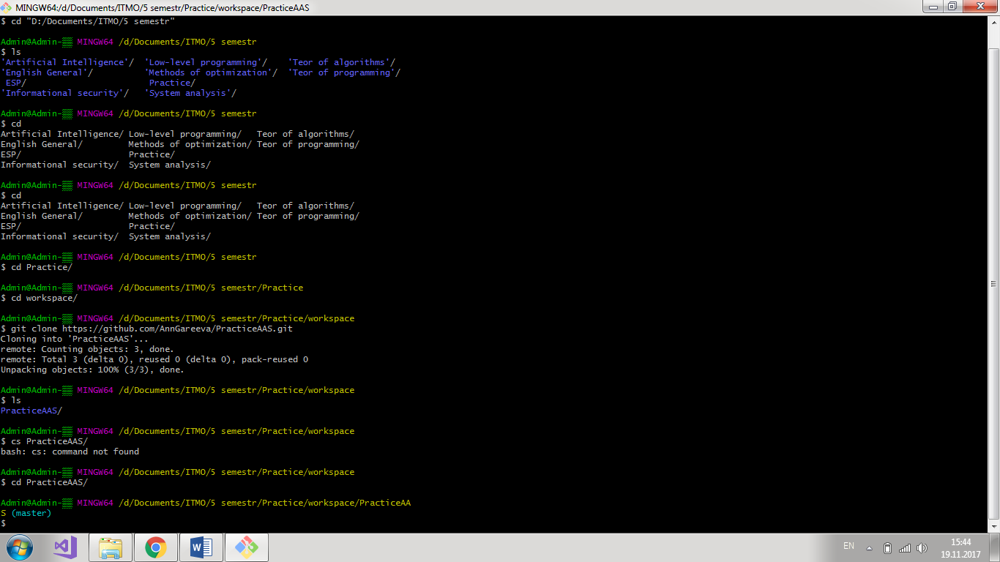 MINGW64:/d/Documents/ITMO/5 semestr/Practice/workspace/PracticeAAS
$ cd "D:/Documents/ITMO/5 semestr"
Admin@Admin-▒▒ MINGW64 /d/Documents/ITMO/5 semestr
$ ls
'Artificial Intelligence'/  'Low-level programming'/    'Teor of algorithms'/
'English General'/          'Methods of optimization'/  'Teor of programming'/
 ESP/                        Practice/
'Informational security'/   'System analysis'/
Admin@Admin-▒▒ MINGW64 /d/Documents/ITMO/5 semestr
$ cd
Artificial Intelligence/ Low-level programming/   Teor of algorithms/
English General/         Methods of optimization/ Teor of programming/
ESP/                     Practice/
Informational security/  System analysis/
Admin@Admin-▒▒ MINGW64 /d/Documents/ITMO/5 semestr
$ cd
Artificial Intelligence/ Low-level programming/   Teor of algorithms/
English General/         Methods of optimization/ Teor of programming/
ESP/                     Practice/
Informational security/  System analysis/
Admin@Admin-▒▒ MINGW64 /d/Documents/ITMO/5 semestr
$ cd Practice/
Admin@Admin-▒▒ MINGW64 /d/Documents/ITMO/5 semestr/Practice
$ cd workspace/
Admin@Admin-▒▒ MINGW64 /d/Documents/ITMO/5 semestr/Practice/workspace
$ git clone https://github.com/AnnGareeva/PracticeAAS.git
Cloning into 'PracticeAAS'...
remote: Counting objects: 3, done.
remote: Total 3 (delta 0), reused 0 (delta 0), pack-reused 0
Unpacking objects: 100% (3/3), done.
Admin@Admin-▒▒ MINGW64 /d/Documents/ITMO/5 semestr/Practice/workspace
$ ls
PracticeAAS/
Admin@Admin-▒▒ MINGW64 /d/Documents/ITMO/5 semestr/Practice/workspace
$ cs PracticeAAS/
bash: cs: command not found
Admin@Admin-▒▒ MINGW64 /d/Documents/ITMO/5 semestr/Practice/workspace
$ cd PracticeAAS/
Admin@Admin-▒▒ MINGW64 /d/Documents/ITMO/5 semestr/Practice/workspace/PracticeAA
S (master)
$
EN
15:44
19.11.2017